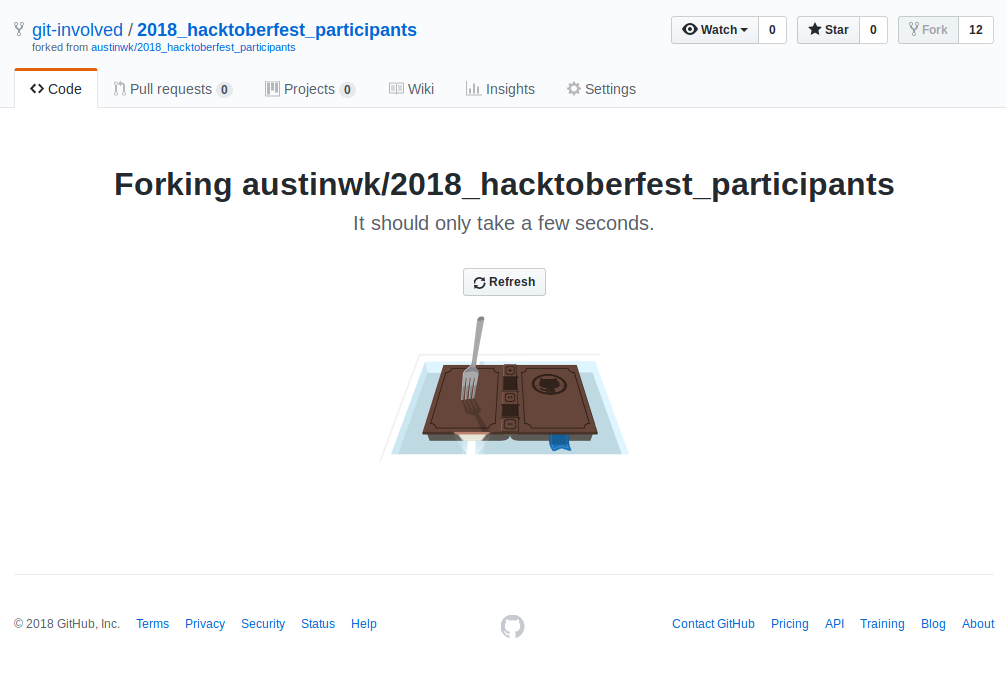 git-involved / 2018_hacktoberfest_participants
forked from austinwk/2018_hacktoberfest_participants
Watch 0 Star 0 Fork 12
Code Pull requests 0 Projects 0 Wiki Insights Settings
Forking austinwk/2018_hacktoberfest_participants
It should only take a few seconds.
Refresh
© 2018 GitHub, Inc. Terms Privacy Security Status Help Contact GitHub Pricing API Training Blog About